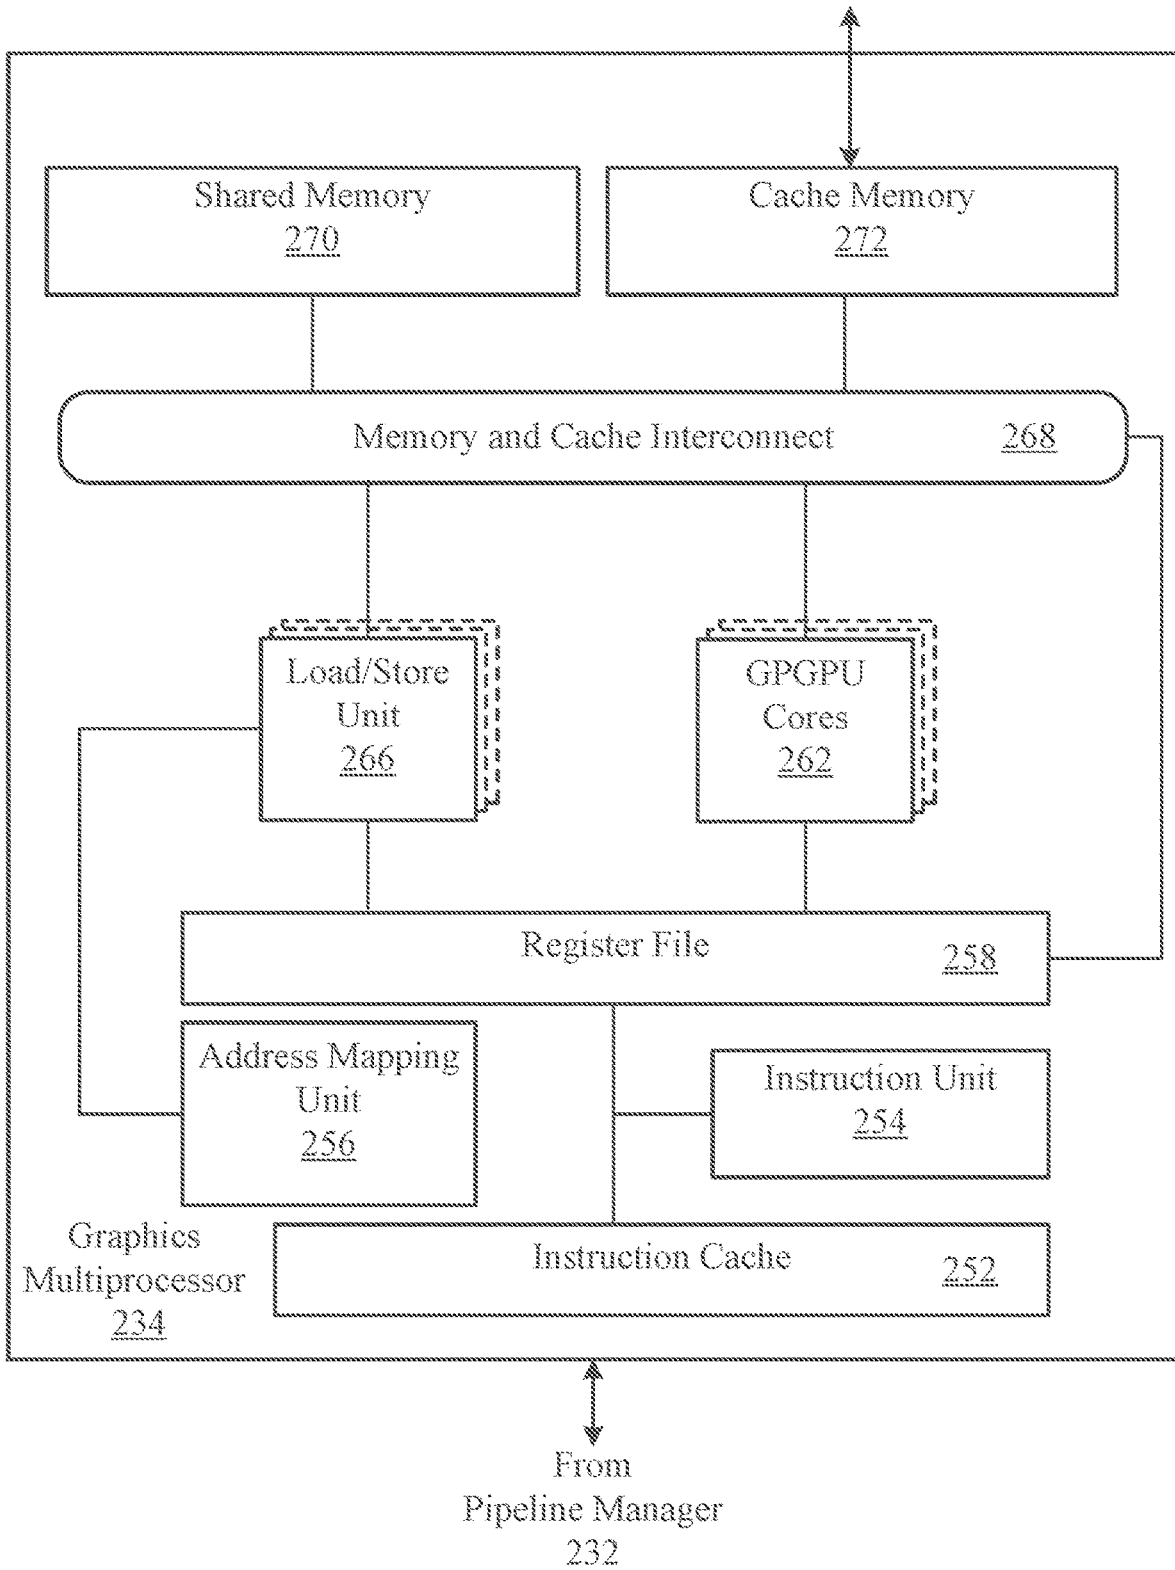 Shared Memory
270
Cache Memory
272
Memory and Cache Interconnect 268
Load/Store
Unit
266
GPGPU
Cores
262
Register File 258
Address Mapping
Unit
256
Instruction Unit
254
Graphics
Multiprocessor
234
Instruction Cache 252
From
Pipeline Manager
232